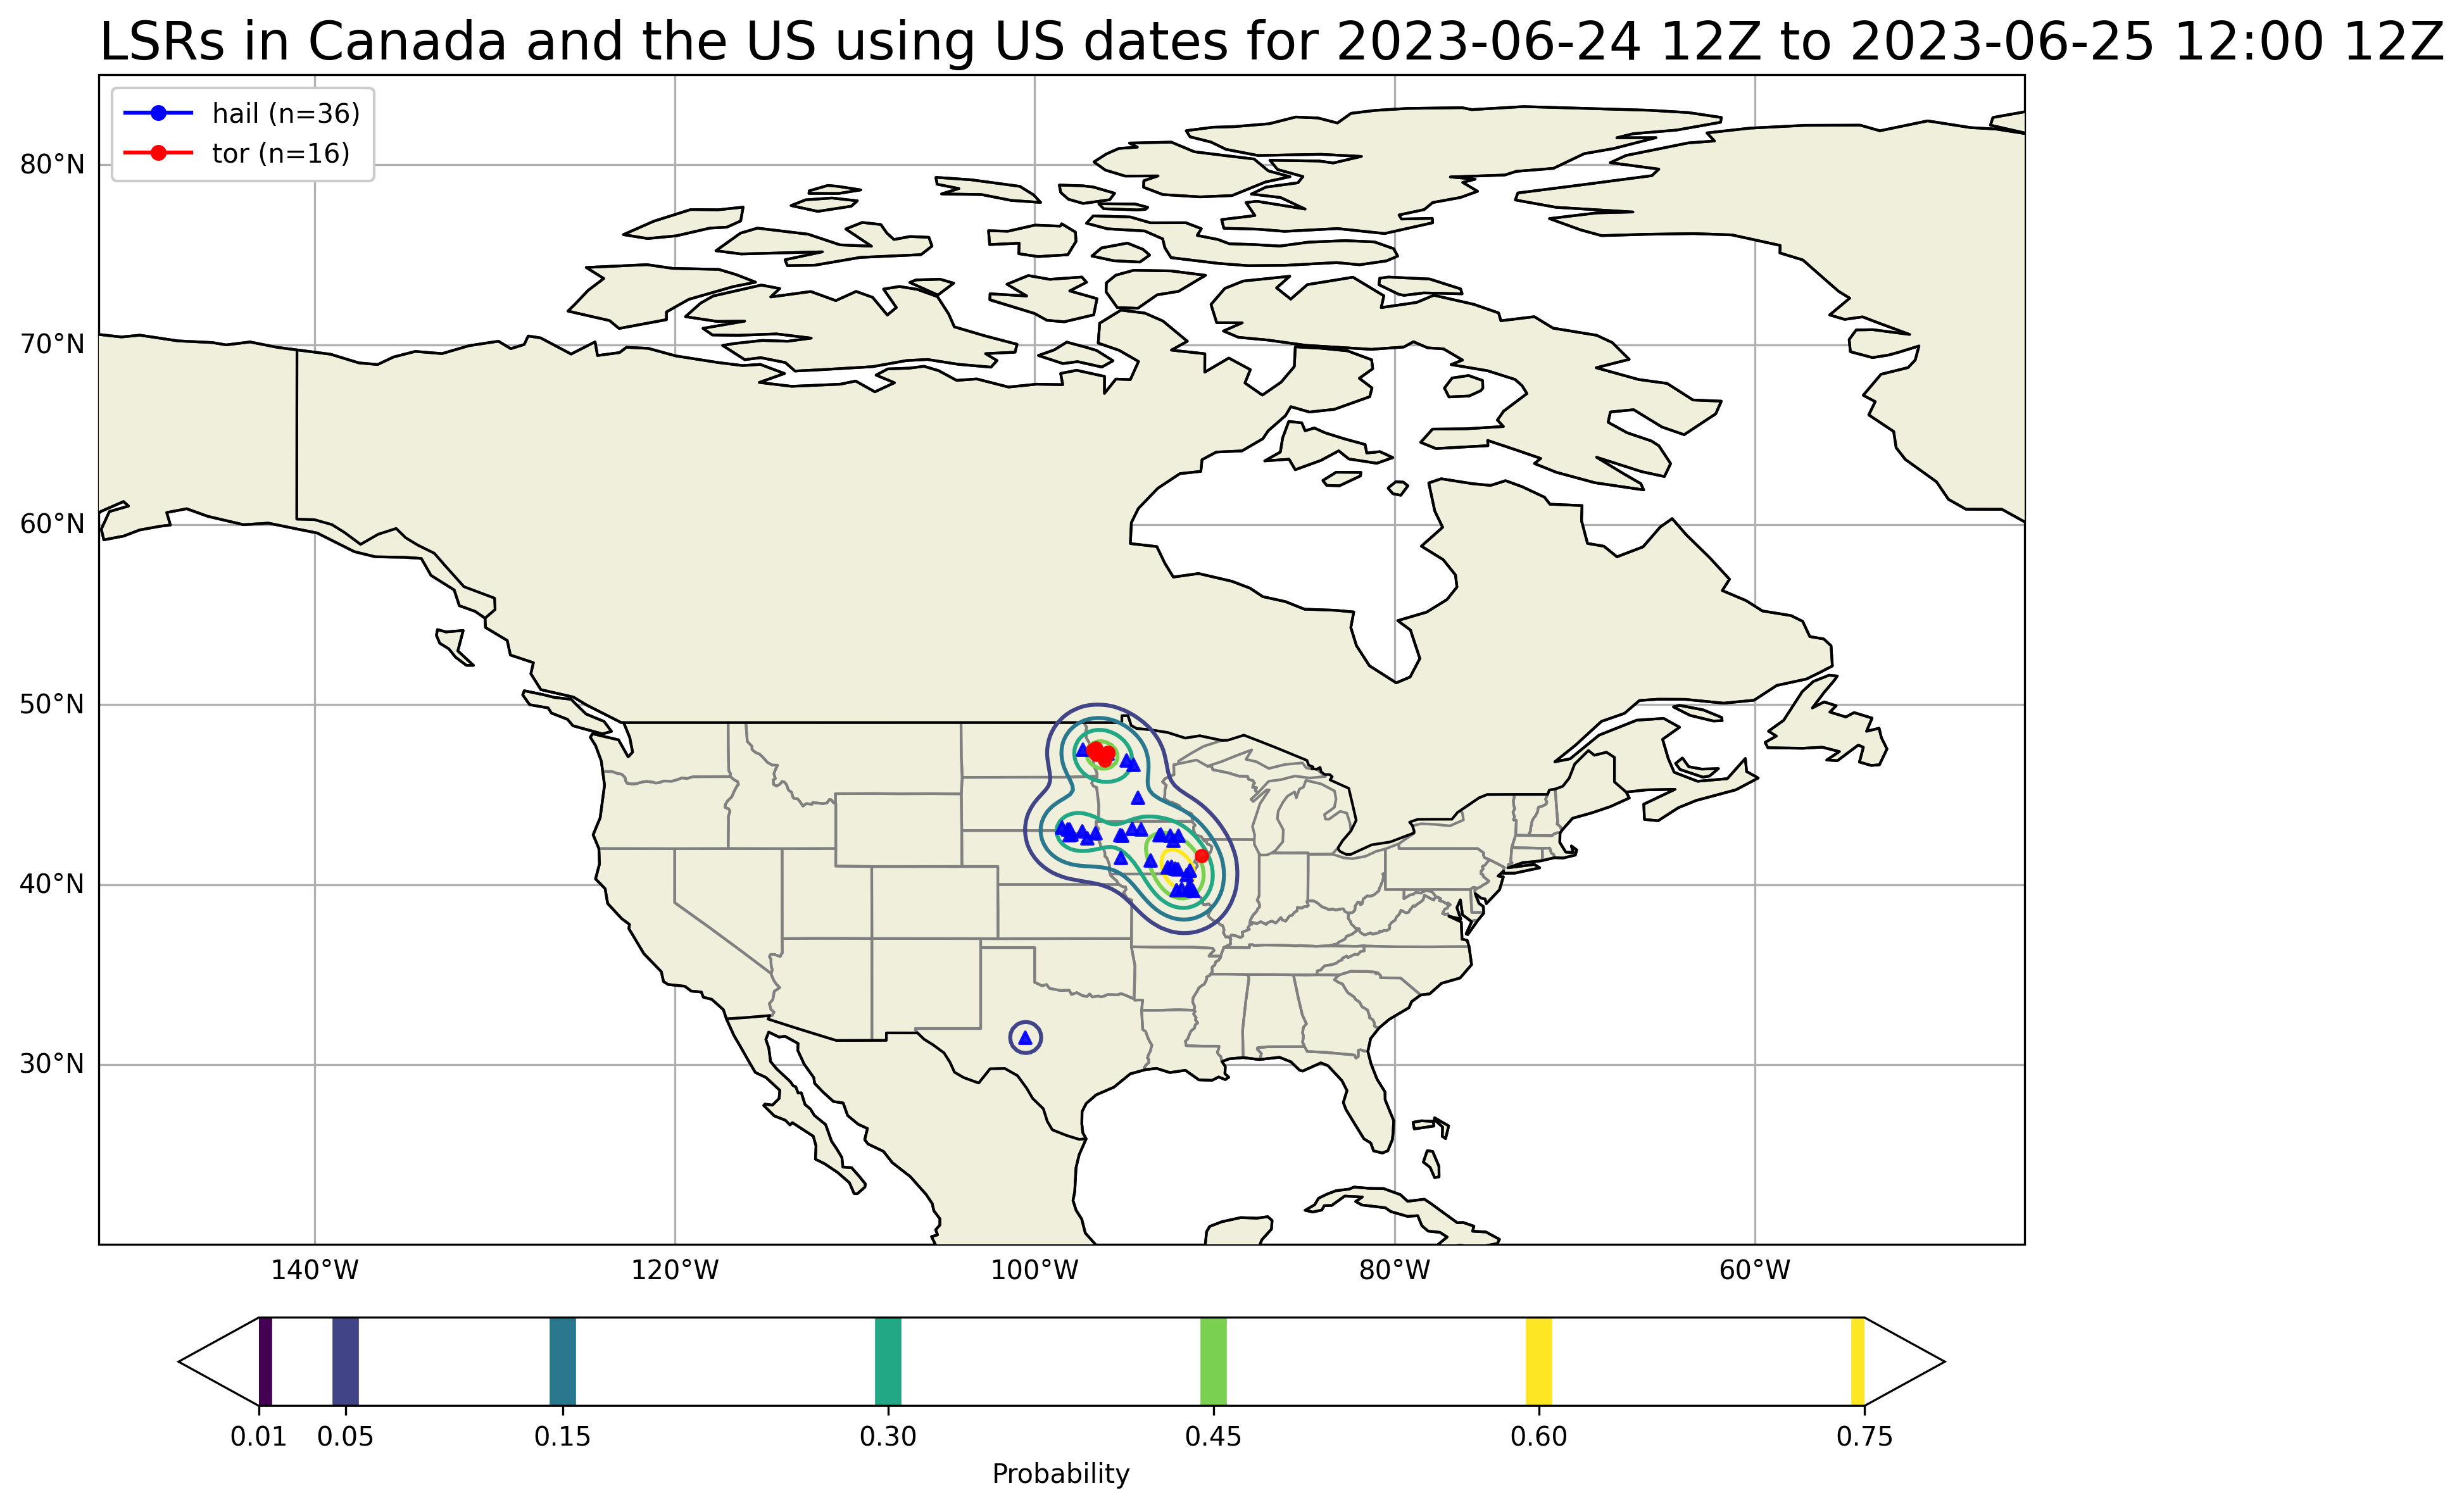 LSRs in Canada and the US using US dates for 2023-06-24 12Z to 2023-06-25 12:00 12Z
hail (n=36)
tor (n=16)
80°N
70°N
60°N
50°N
40°N
30°N
140°W 120°W 100°W 80°W 60°W
0.01 0.05 0.15 0.30 0.45 0.60 0.75
Probability